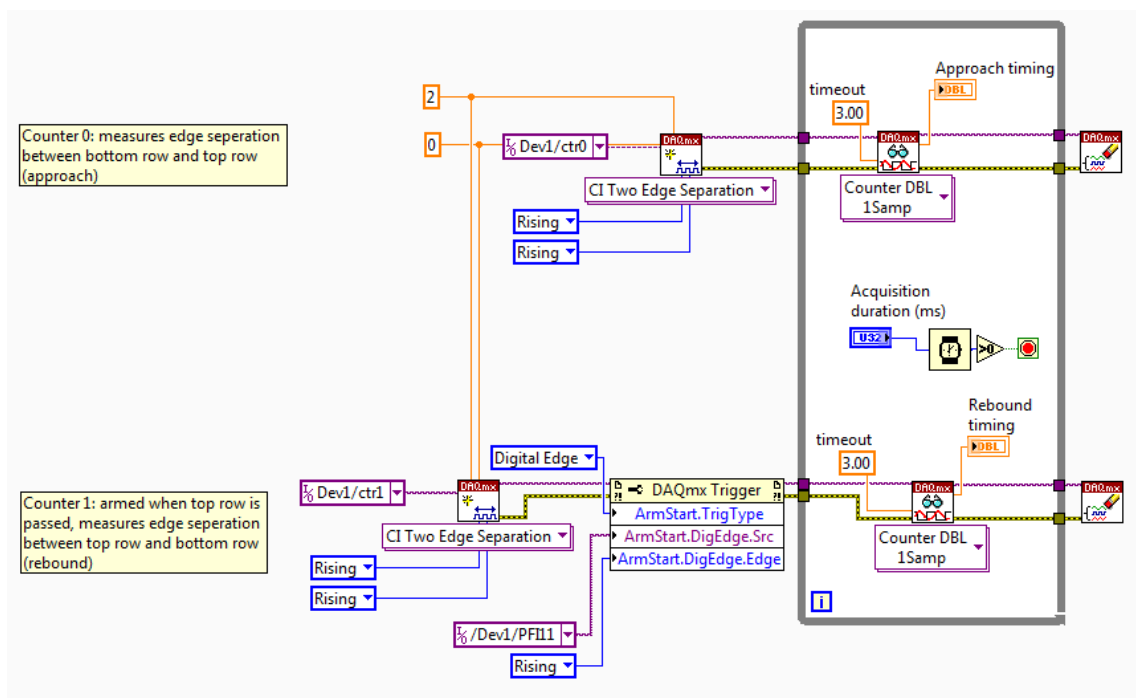 Approach timing
DBL
timeout
3.00
2
0
Counter 0: measures edge seperation
between bottom row and top row
(approach)
I/O Dev1/ctr0
DAQmx
DAQmx
DAQmx
CI Two Edge Separation
Counter DBL
1Samp
Rising
Rising
Acquisition
duration (ms)
U32
>0
Rebound
timing
DBL
timeout
3.00
Digital Edge
Counter 1: armed when top row is
passed, measures edge seperation
between top row and bottom row
(rebound)
I/O Dev1/ctr1
DAQmx
DAQmx Trigger
ArmStart.TrigType
ArmStart.DigEdge.Src
ArmStart.DigEdge.Edge
DAQmx
DAQmx
CI Two Edge Separation
Counter DBL
1Samp
Rising
Rising
I/O /Dev1/PFI11
Rising
i